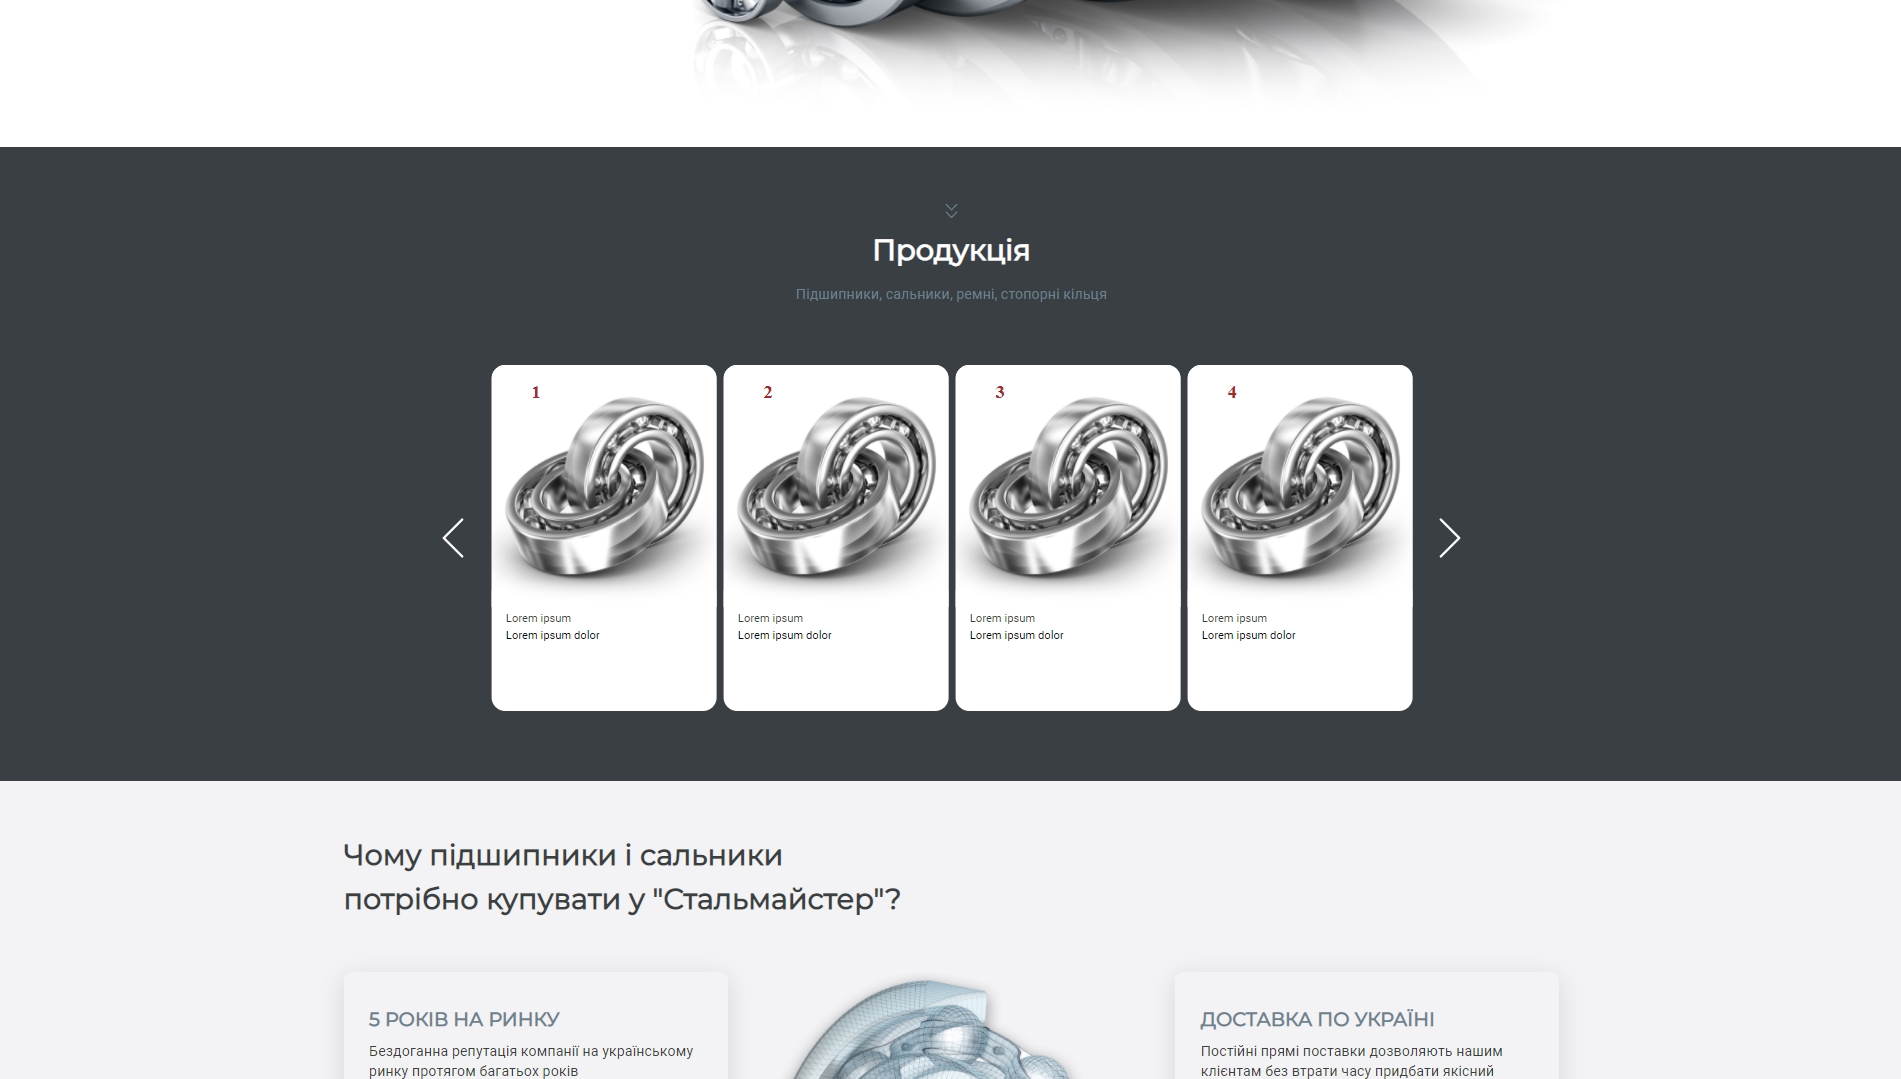 Продукція
Підшипники, сальники, ремні, стопорні кільця
1
2
3
4
Lorem ipsum
Lorem ipsum dolor
Lorem ipsum
Lorem ipsum dolor
Lorem ipsum
Lorem ipsum dolor
Lorem ipsum
Lorem ipsum dolor
Чому підшипники і сальники
потрібно купувати у "Стальмайстер"?
5 РОКІВ НА РИНКУ
Бездоганна репутація компанії на українському
ринку протягом багатьох років
ДОСТАВКА ПО УКРАЇНІ
Постійні прямі поставки дозволяють нашим
клієнтам без втрати часу придбати якісний